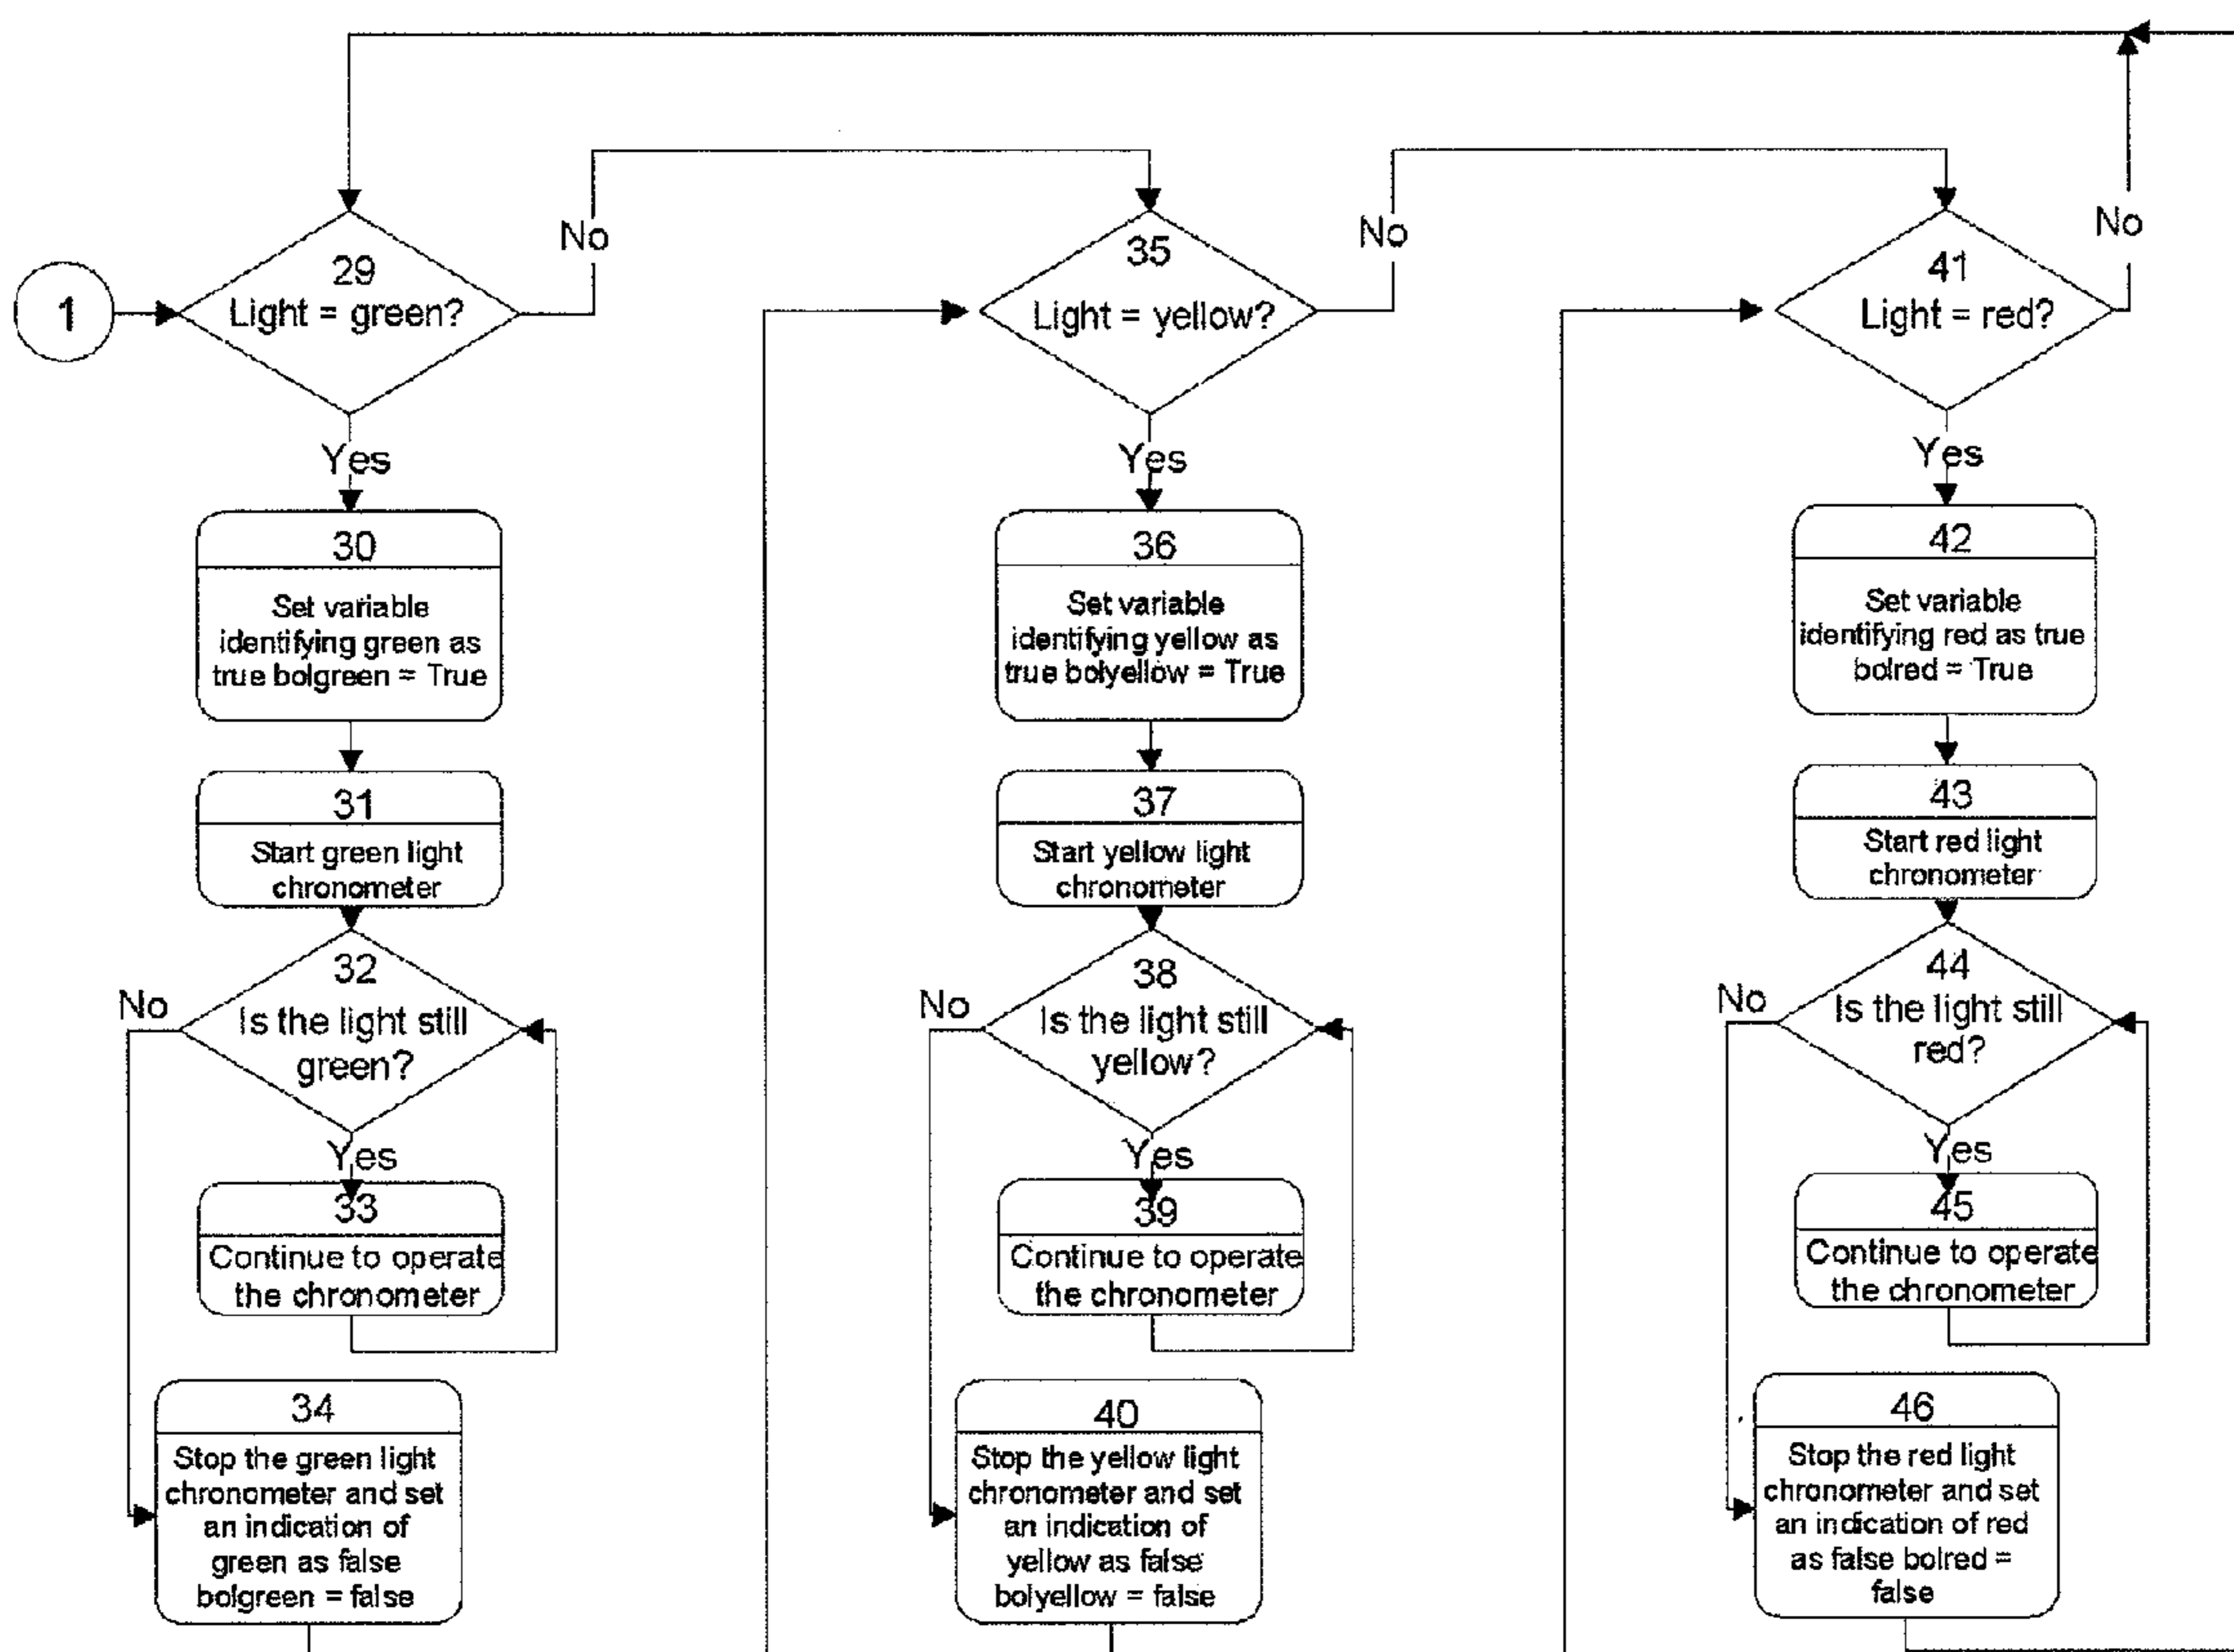 1
29
Light = green?
No
Yes
30
Set variable
identifying green as
true bolgreen = True
31
Start green light
chronometer
32
Is the light still
green?
No
Yes
33
Continue to operate
the chronometer
34
Stop the green light
chronometer and set
an indication of
green as false
bolgreen = false
35
Light = yellow?
No
Yes
36
Set variable
identifying yellow as
true bolyellow = True
37
Start yellow light
chronometer
38
Is the light still
yellow?
No
Yes
39
Continue to operate
the chronometer
40
Stop the yellow light
chronometer and set
an indication of
yellow as false
bolyellow = false
41
Light = red?
No
Yes
42
Set variable
identifying red as true
bolred = True
43
Start red light
chronometer
44
Is the light still
red?
No
Yes
45
Continue to operate
the chronometer
46
Stop the red light
chronometer and set
an indication of red
as false bolred =
false